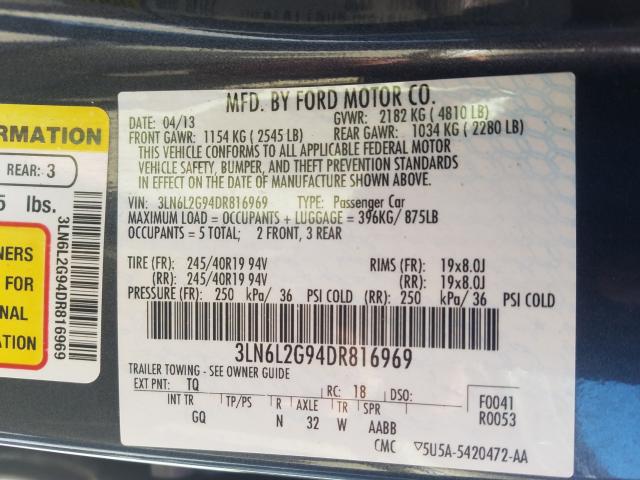 MFD. BY FORD MOTOR CO.
DATE: 04/13 GVWR: 2182 KG ( 4810 LB)
FRONT GAWR: 1154 KG ( 2545 LB) REAR GAWR: 1034 KG ( 2280 LB)
THIS VEHICLE CONFORMS TO ALL APPLICABLE FEDERAL MOTOR
VEHICLE SAFETY, BUMPER, AND THEFT PREVENTION STANDARDS
IN EFFECT ON THE DATE OF MANUFACTURE SHOWN ABOVE.
VIN: 3LN6L2G94DR816969 TYPE: Passenger Car
MAXIMUM LOAD = OCCUPANTS + LUGGAGE = 396KG/ 875LB
OCCUPANTS = 5 TOTAL: 2 FRONT, 3 REAR
TIRE (FR): 245/40R19 94V RIMS (FR): 19x8.0J
(RR): 245/40R19 94V (RR): 19x8.0J
PRESSURE (FR): 250 kPa/ 36 PSI COLD (RR): 250 kPa/ 36 PSI COLD
3LN6L2G94DR816969
TRAILER TOWING - SEE OWNER GUIDE
EXT PNT: TQ RC: 18 DSO: F0041
INT TR TP/PS R AXLE TR SPR R0053
GQ N 32 W AABB
CMC ▽5U5A-5420472-AA
ORMATION
REAR: 3
5 lbs.
3LN6L2G94DR816969
NERS
FOR
NAL
N